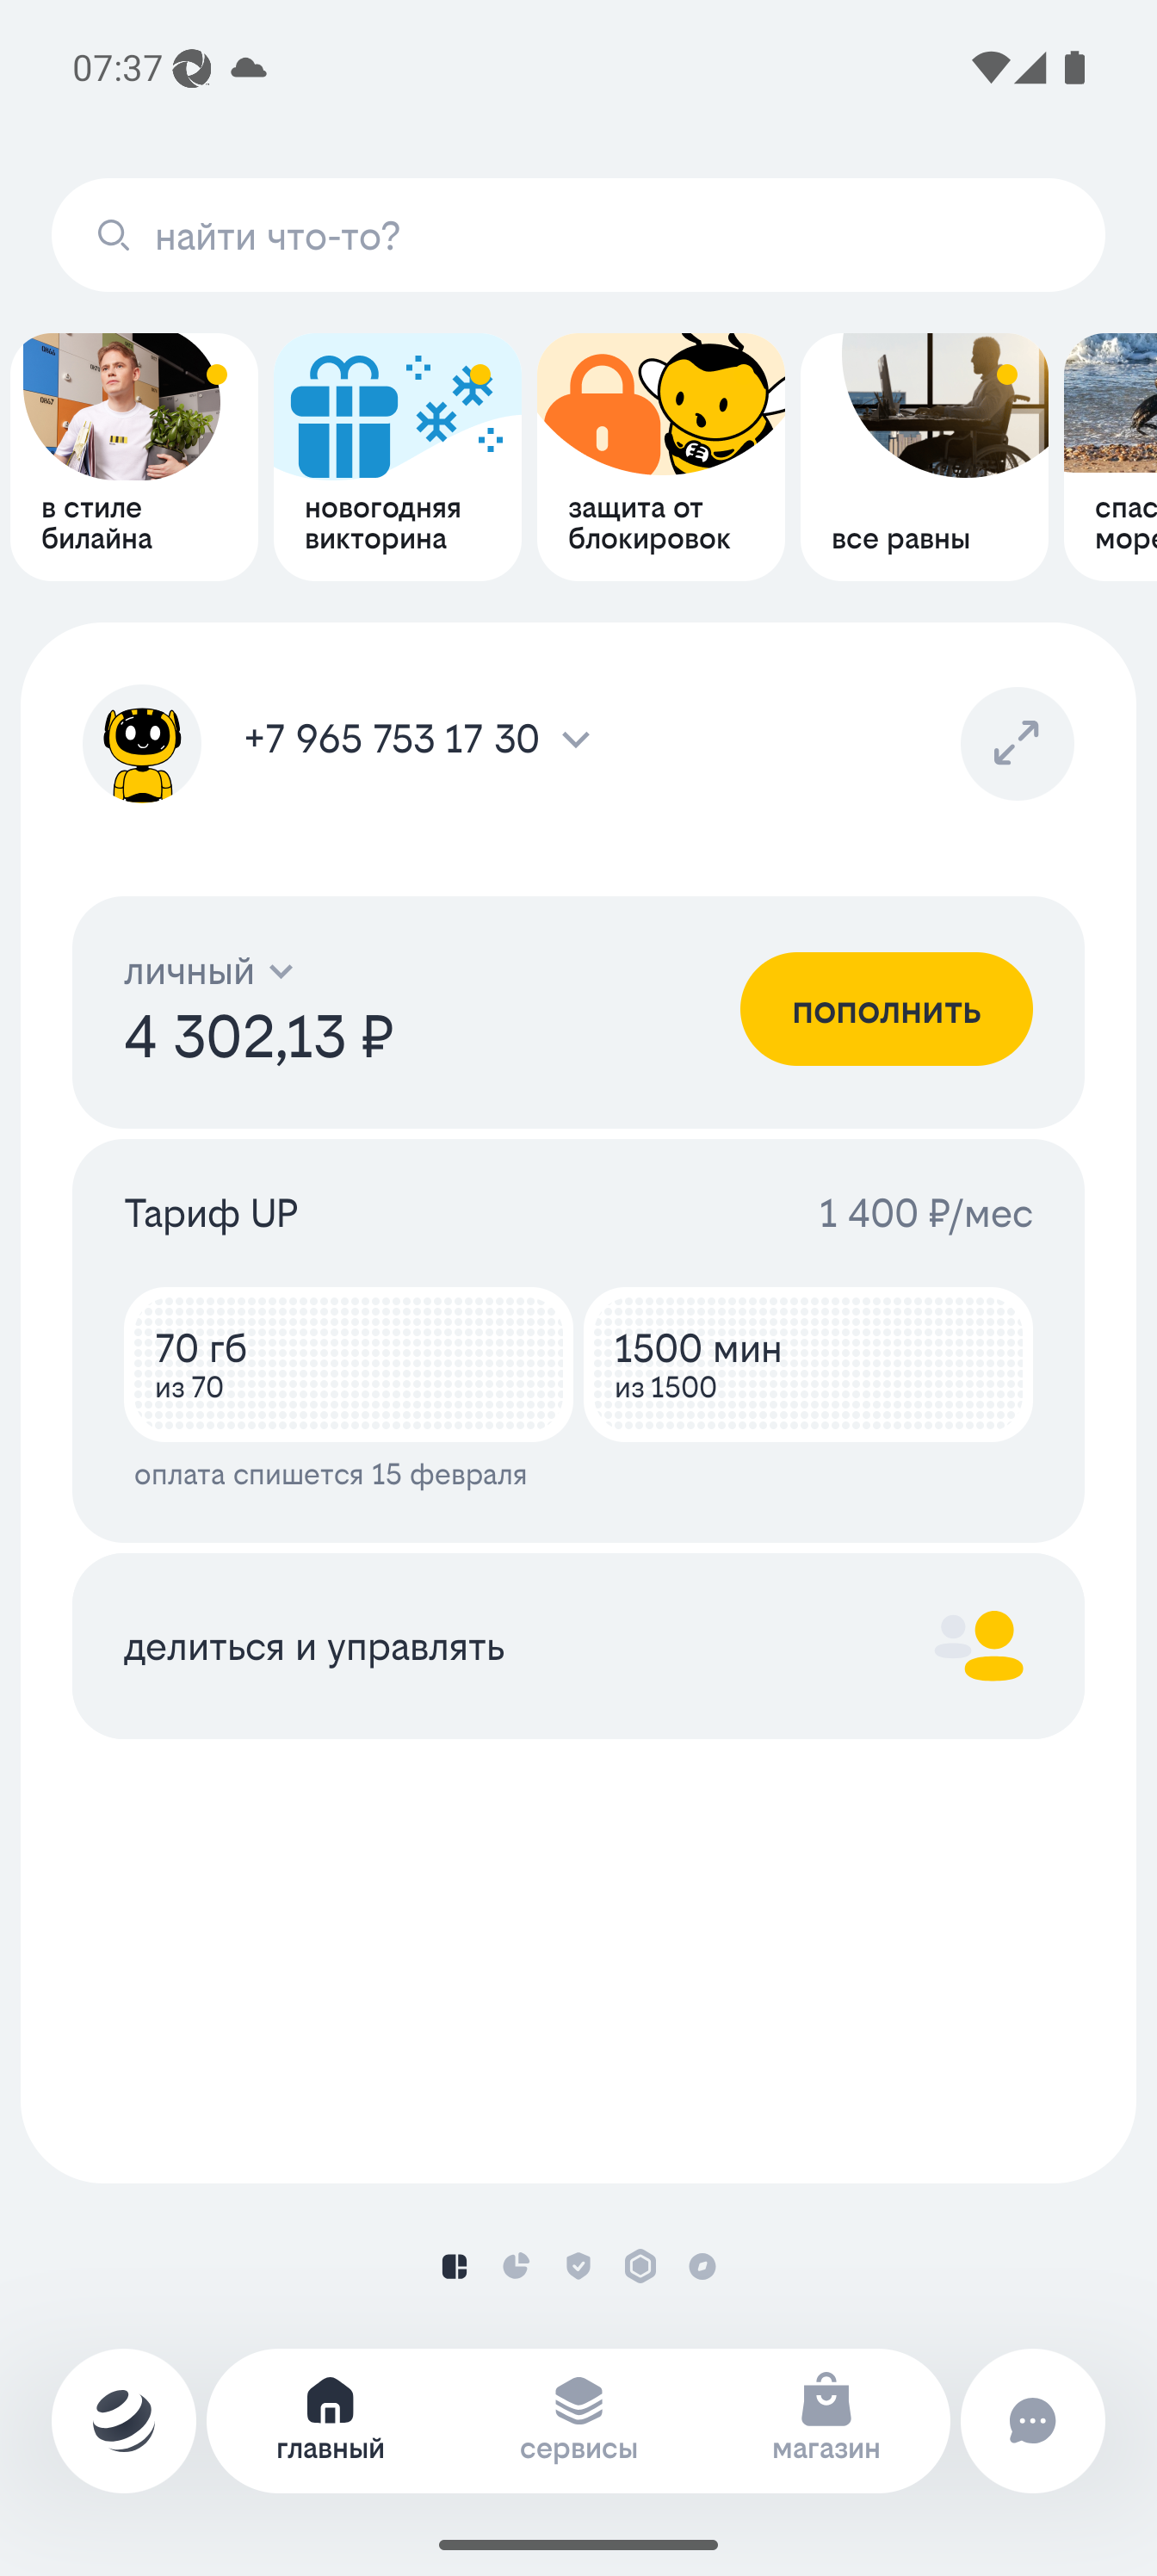 07:37
найти что-то?
в стиле
билайна
новогодняя
викторина
защита от
блокировок
все равны
спас
море
+7 965 753 17 30
личный
4 302,13 ₽
пополнить
Тариф UP
1 400 ₽/мес
70 гб
из 70
1500 мин
из 1500
оплата спишется 15 февраля
делиться и управлять
главный
сервисы
магазин